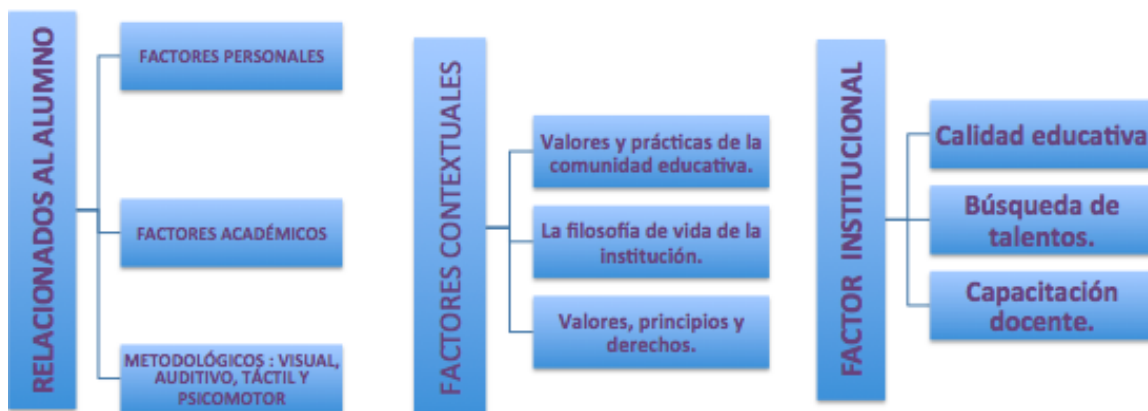 RELACIONADOS AL ALUMNO
FACTORES PERSONALES
FACTORES ACADÉMICOS
METODOLÓGICOS : VISUAL,
AUDITIVO, TÁCTIL Y
PSICOMOTOR
FACTORES CONTEXTUALES
Valores y prácticas de la
comunidad educativa.
La filosofía de vida de la
institución.
Valores, principios y
derechos.
FACTOR INSTITUCIONAL
Calidad educativa
Búsqueda de
talentos.
Capacitación
docente.